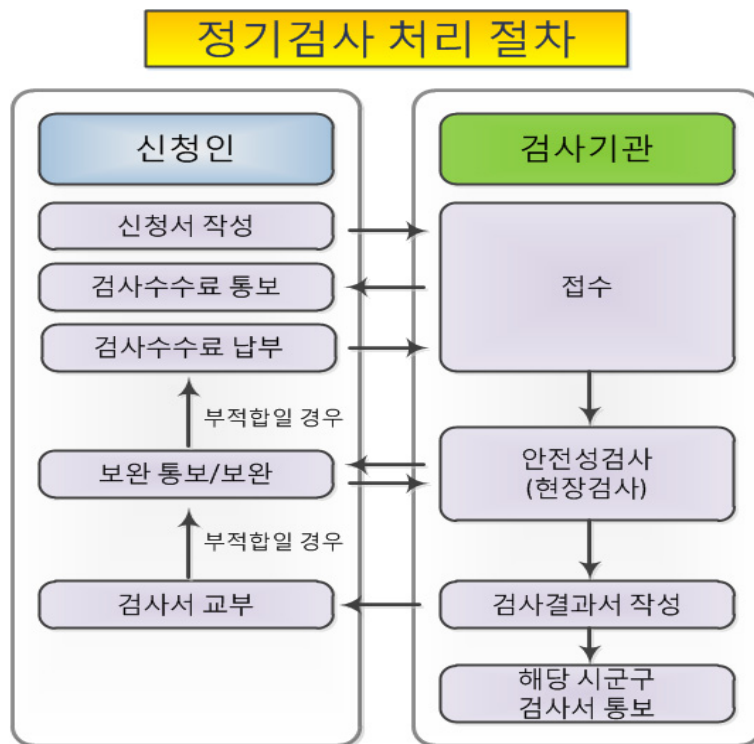 정기검사 처리 절차
신청인
신청서 작성
검사수수료 통보
검사수수료 납부
부적합일 경우
보완 통보/보완
부적합일 경우
검사서 교부
검사기관
접수
안전성검사
(현장검사)
검사결과서 작성
해당 시군구
검사서 통보